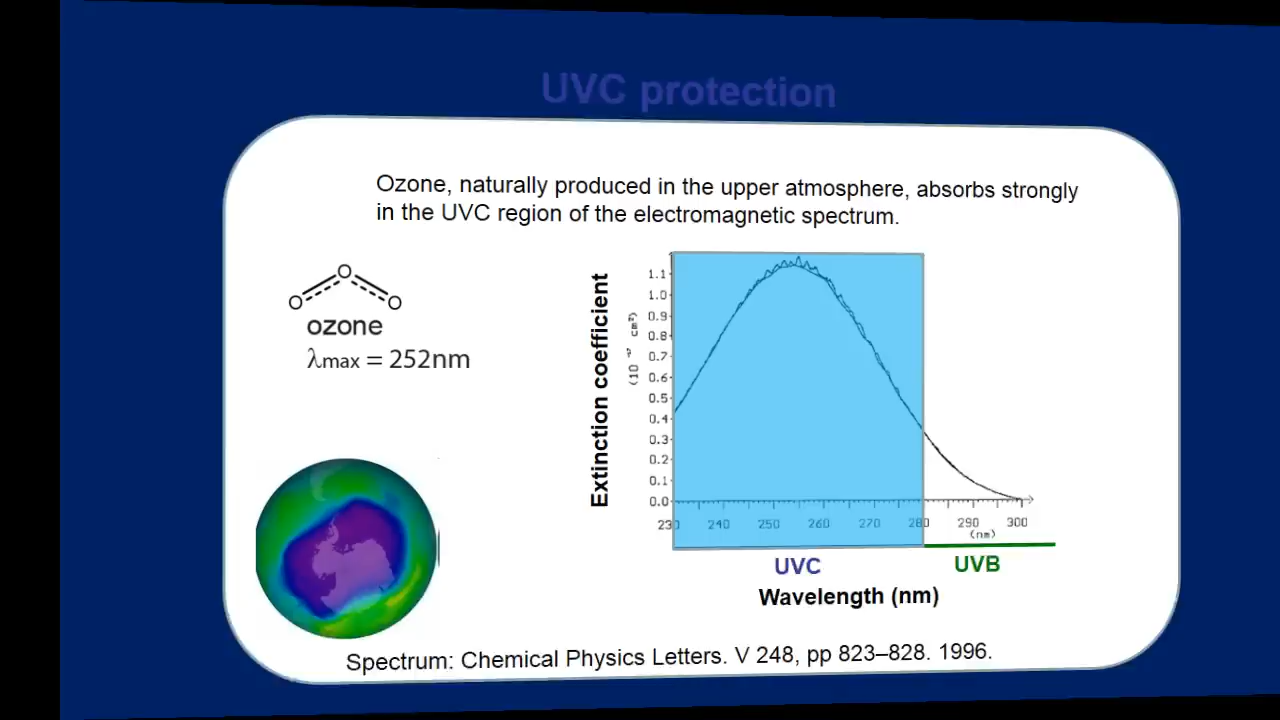 UVC protection
Ozone, naturally produced in the upper atmosphere, absorbs strongly
in the UVC region of the electromagnetic spectrum.
O
O O
ozone
λmax = 252nm
Extinction coefficient
1.1
1.0
0.9
0.8
0.7
0.6
0.5
0.4
0.3
0.2
0.1
0.0
230 240 250 260 270 280 290 300
(nm)
UVC UVB
Wavelength (nm)
Spectrum: Chemical Physics Letters. V 248, pp 823–828. 1996.